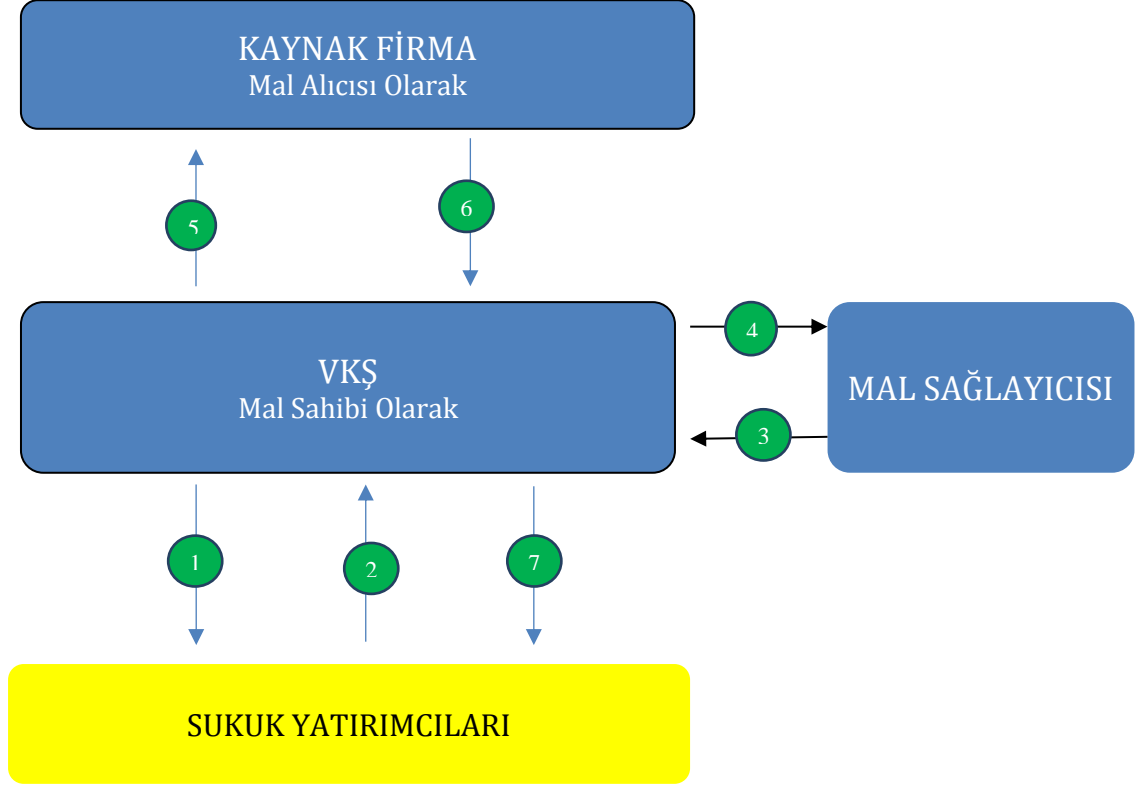 KAYNAK FİRMA
Mal Alıcısı Olarak
5
6
VKŞ
Mal Sahibi Olarak
4
3
MAL SAĞLAYICISI
1
2
7
SUKUK YATIRIMCILARI